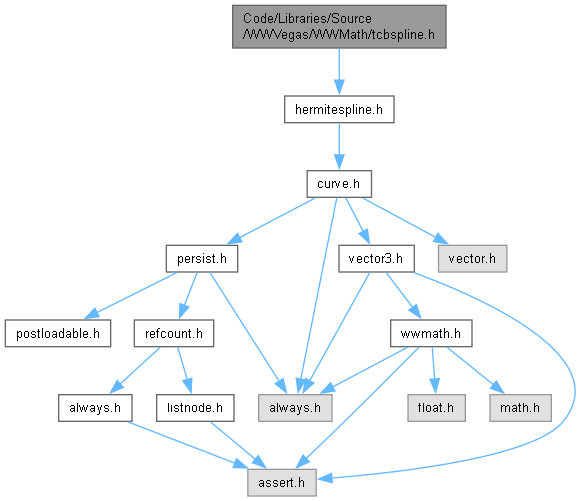 Code/Libraries/Source
/WWVegas/WWMath/tcbspline.h
hermitespline.h
curve.h
persist.h
vector3.h
vector.h
postloadable.h
refcount.h
wwmath.h
always.h
listnode.h
always.h
float.h
math.h
assert.h